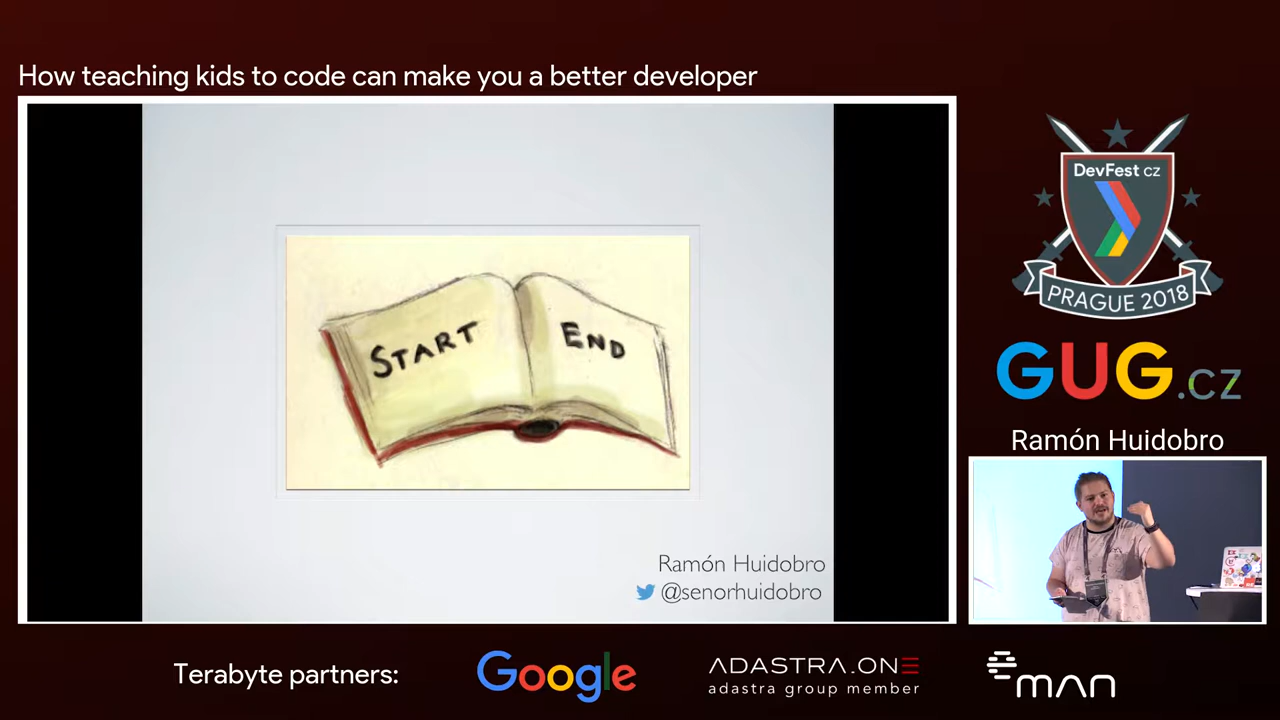 How teaching kids to code can make you a better developer
START
END
Ramón Huidobro
@senorhuidobro
DevFest cz
PRAGUE 2018
GUG.cz
Ramón Huidobro
Terabyte partners:
Google
ADASTRA.ONE
adastra group member
eMAN